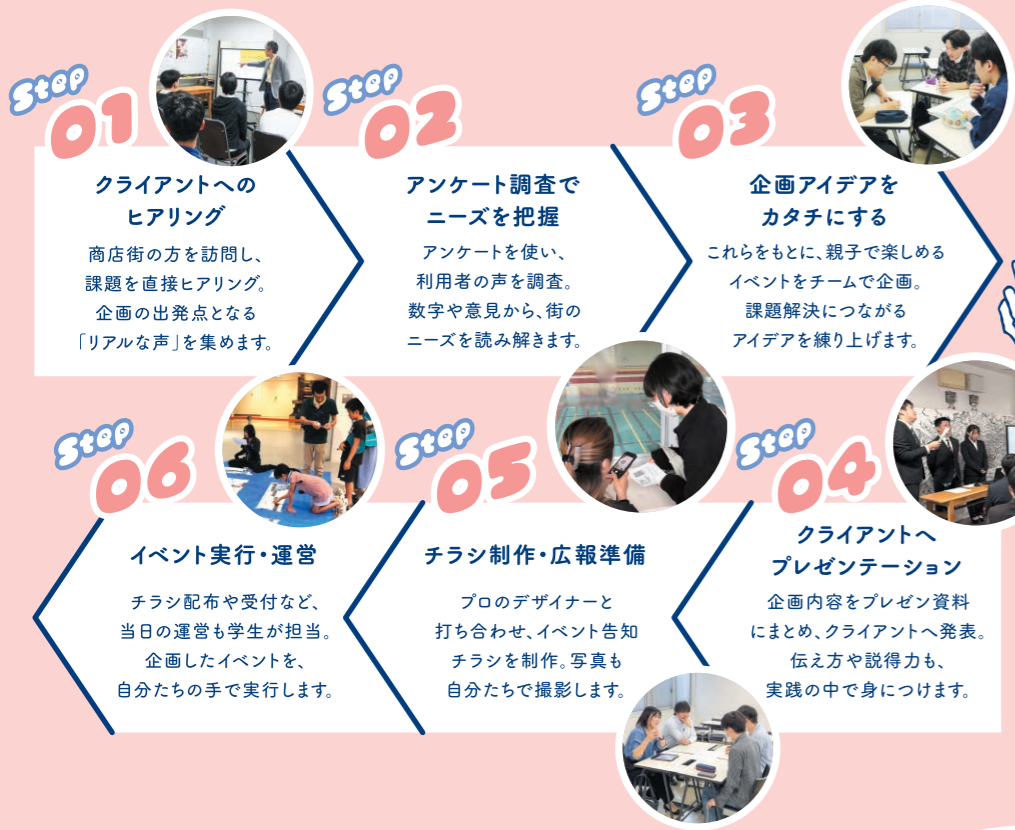 Step
01
クライアントへの
ヒアリング
商店街の方を訪問し、
課題を直接ヒアリング。
企画の出発点となる
「リアルな声」を集めます。
Step
02
アンケート調査で
ニーズを把握
アンケートを使い、
利用者の声を調査。
数字や意見から、街の
ニーズを読み解きます。
Step
03
企画アイデアを
カタチにする
これらをもとに、親子で楽しめる
イベントをチームで企画。
課題解決につながる
アイデアを練り上げます。
Step
04
クライアントへ
プレゼンテーション
企画内容をプレゼン資料
にまとめ、クライアントへ発表。
伝え方や説得力も、
実践の中で身につけます。
Step
05
チラシ制作・広報準備
プロのデザイナーと
打ち合わせ、イベント告知
チラシを制作。写真も
自分たちで撮影します。
Step
06
イベント実行・運営
チラシ配布や受付など、
当日の運営も学生が担当。
企画したイベントを、
自分たちの手で実行します。